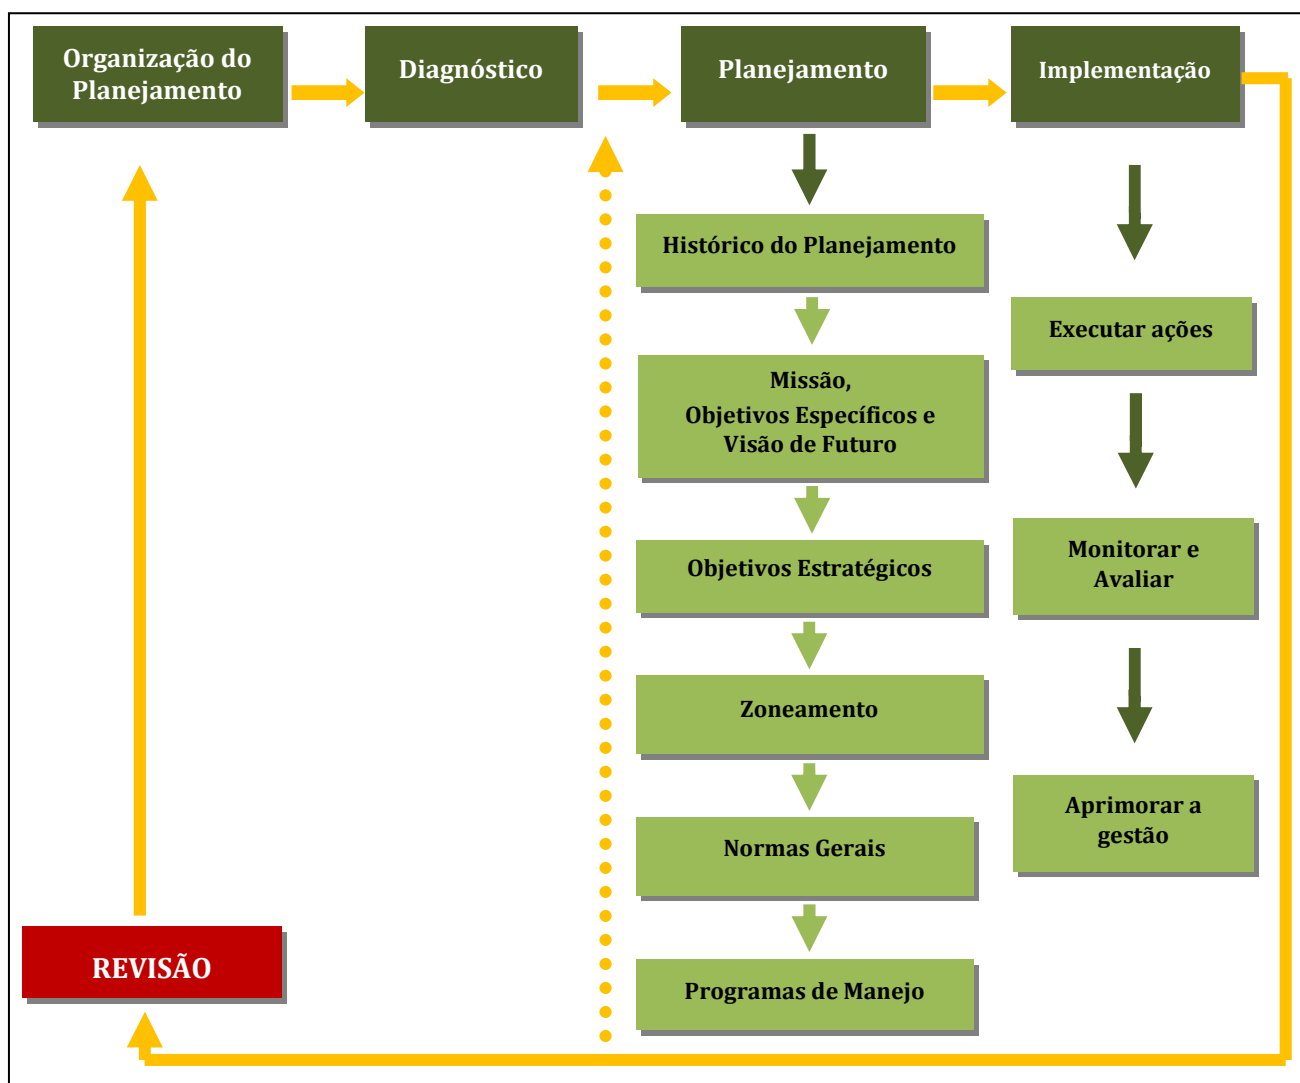 Organização do
Planejamento
Diagnóstico
Planejamento
Implementação
Histórico do Planejamento
Missão,
Objetivos Específicos e
Visão de Futuro
Objetivos Estratégicos
Zoneamento
Normas Gerais
Programas de Manejo
Executar ações
Monitorar e
Avaliar
Aprimorar a
gestão
REVISÃO